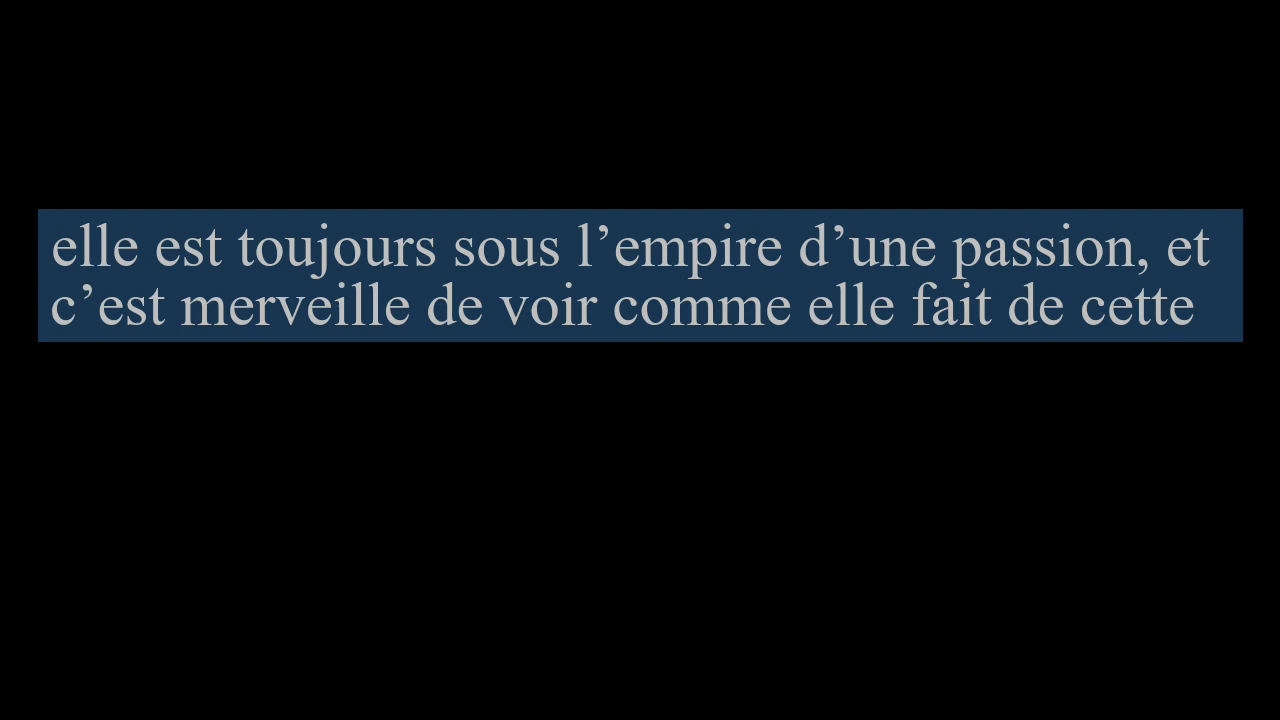 elle est toujours sous l’empire d’une passion, et
c’est merveille de voir comme elle fait de cette